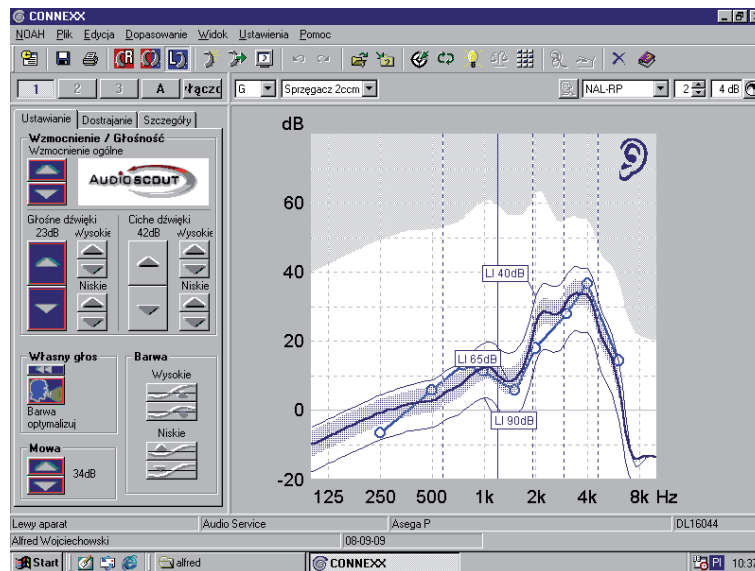 CONNEXX
NOAH Plik Edycja Dopasowanie Widok Ustawienia Pomoc
1 2 3 A włączo G Sprzęgacz 2ccm NAL-RP 2 4 dB
Ustawianie Dostrajanie Szczegóły
Wzmocnienie / Głośność
Wzmocnienie ogólne
AUDIOSCOUT
Głośne dźwięki Ciche dźwięki
23dB Wysokie 42dB Wysokie
Niskie Niskie
Własny głos Barwa
Wysokie
Barwa
optymalizuj
Niskie
Mowa
34dB
dB
60
40
20
0
-20
LI 40dB
LI 65dB
LI 90dB
125 250 500 1k 2k 4k 8k Hz
Lewy aparat Audio Service Asega P DL16044
Alfred Wojciechowski 08-09-09
Start alfred CONNEXX Pl 10:37